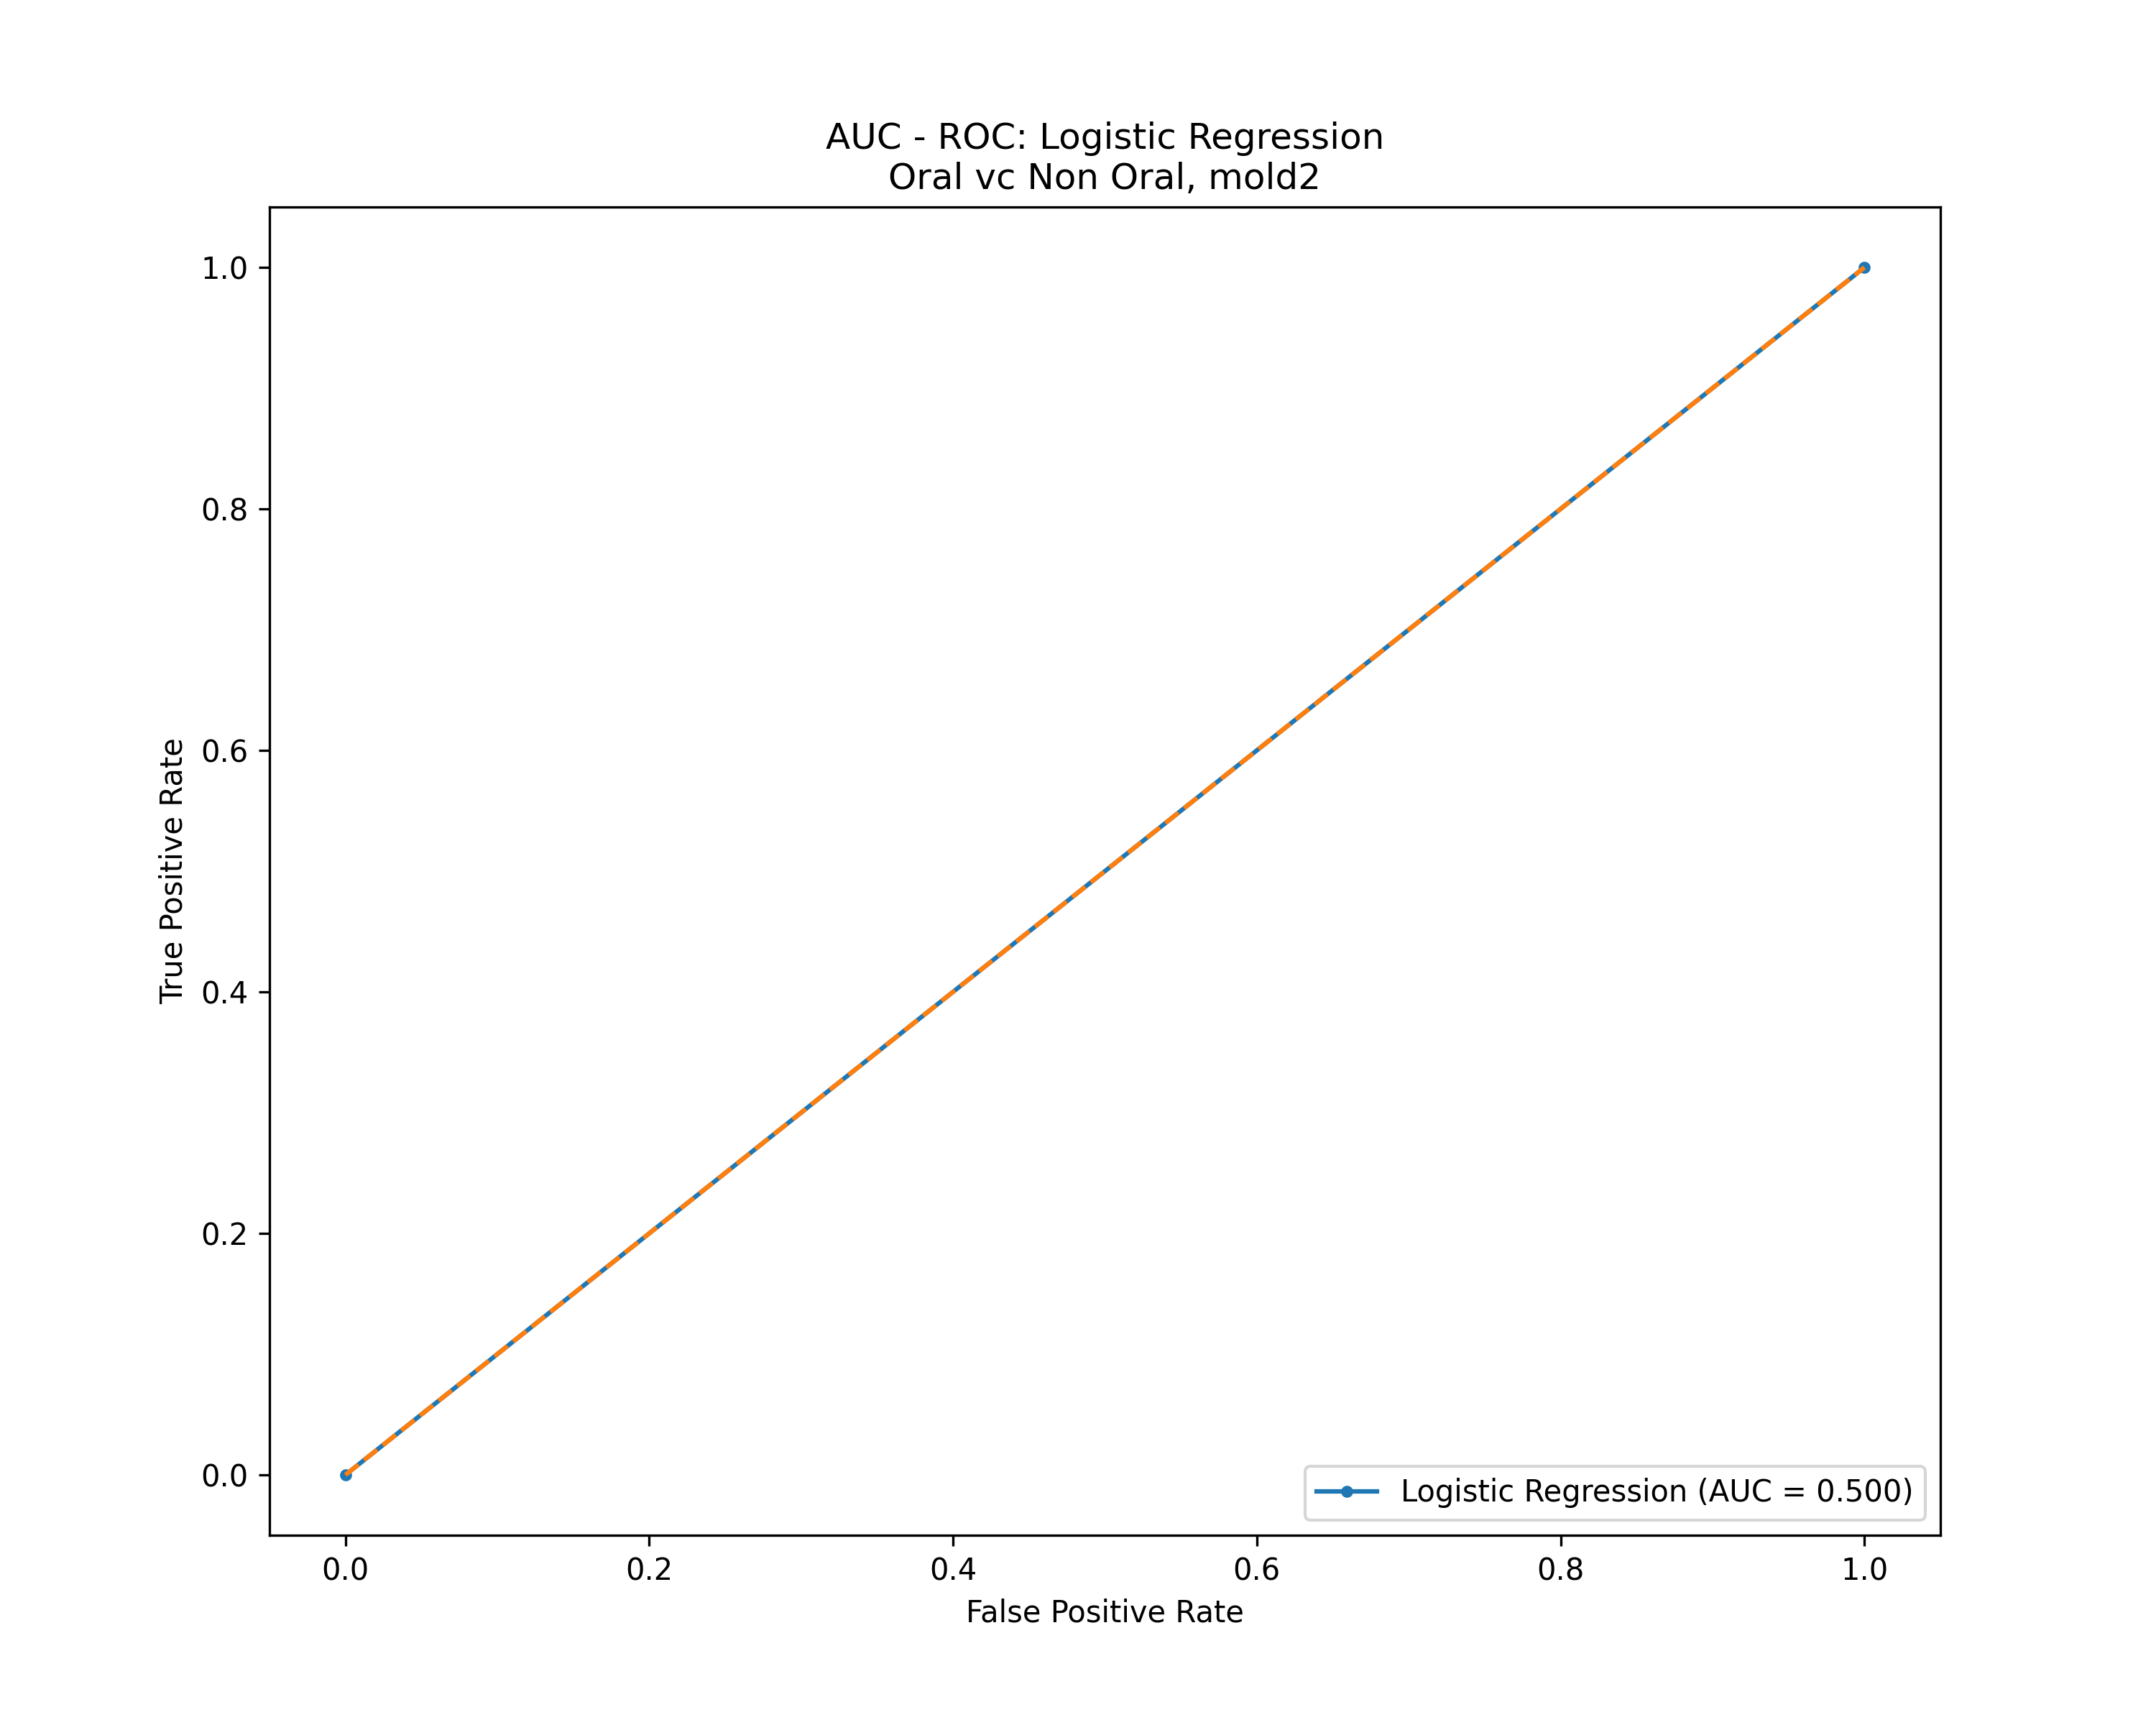 AUC - ROC: Logistic Regression
Oral vc Non Oral, mold2
True Positive Rate
1.0
0.8
0.6
0.4
0.2
0.0
Logistic Regression (AUC = 0.500)
0.0 0.2 0.4 0.6 0.8 1.0
False Positive Rate